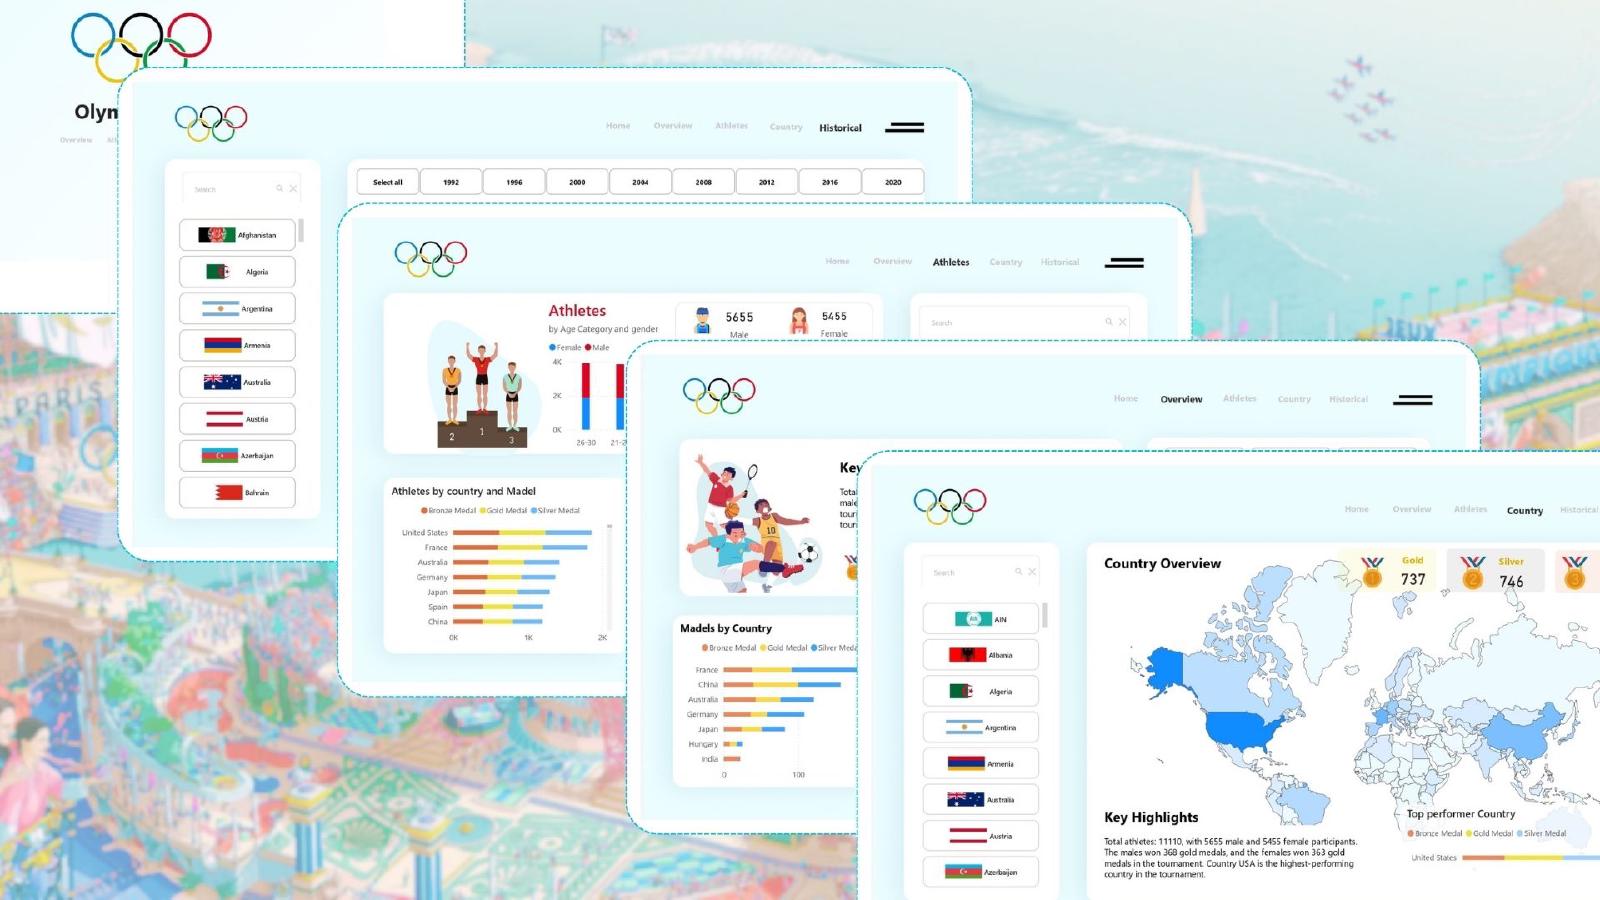 Olyn
Overview
Home Overview Athletes Country Historical
Search
Select all 1992 1996 2000 2004 2008 2012 2016 2020
Afghanistan
Algeria
Argentina
Armenia
Australia
Austria
Azerbaijan
Bahrain
Home Overview Athletes Country Historical
Athletes
by Age Category and gender
Female Male
4K
2K
0K
26-30 21-2
5655
Male
5455
Female
Search
2 1 3
Athletes by country and Madel
Bronze Medal Gold Medal Silver Medal
United States
France
Australia
Germany
Japan
Spain
China
0K 1K 2K
Home Overview Athletes Country Historical
Key
Total
male
tour
tour
10
Madels by Country
Bronze Medal Gold Medal Silver Meda
France
China
Australia
Germany
Japan
Hungary
India
0 100
Home Overview Athletes Country Historical
Search
AIN
Albania
Algeria
Argentina
Armenia
Australia
Austria
Azerbaijan
Country Overview
Gold
737
Silver
746
Key Highlights
Total athletes: 11110, with 5655 male and 5455 female participants.
The males won 368 gold medals, and the females won 363 gold
medals in the tournament. Country USA is the highest-performing
country in the tournament.
Top performer Country
Bronze Medal Gold Medal Silver Medal
United States
PARIS
JEUX